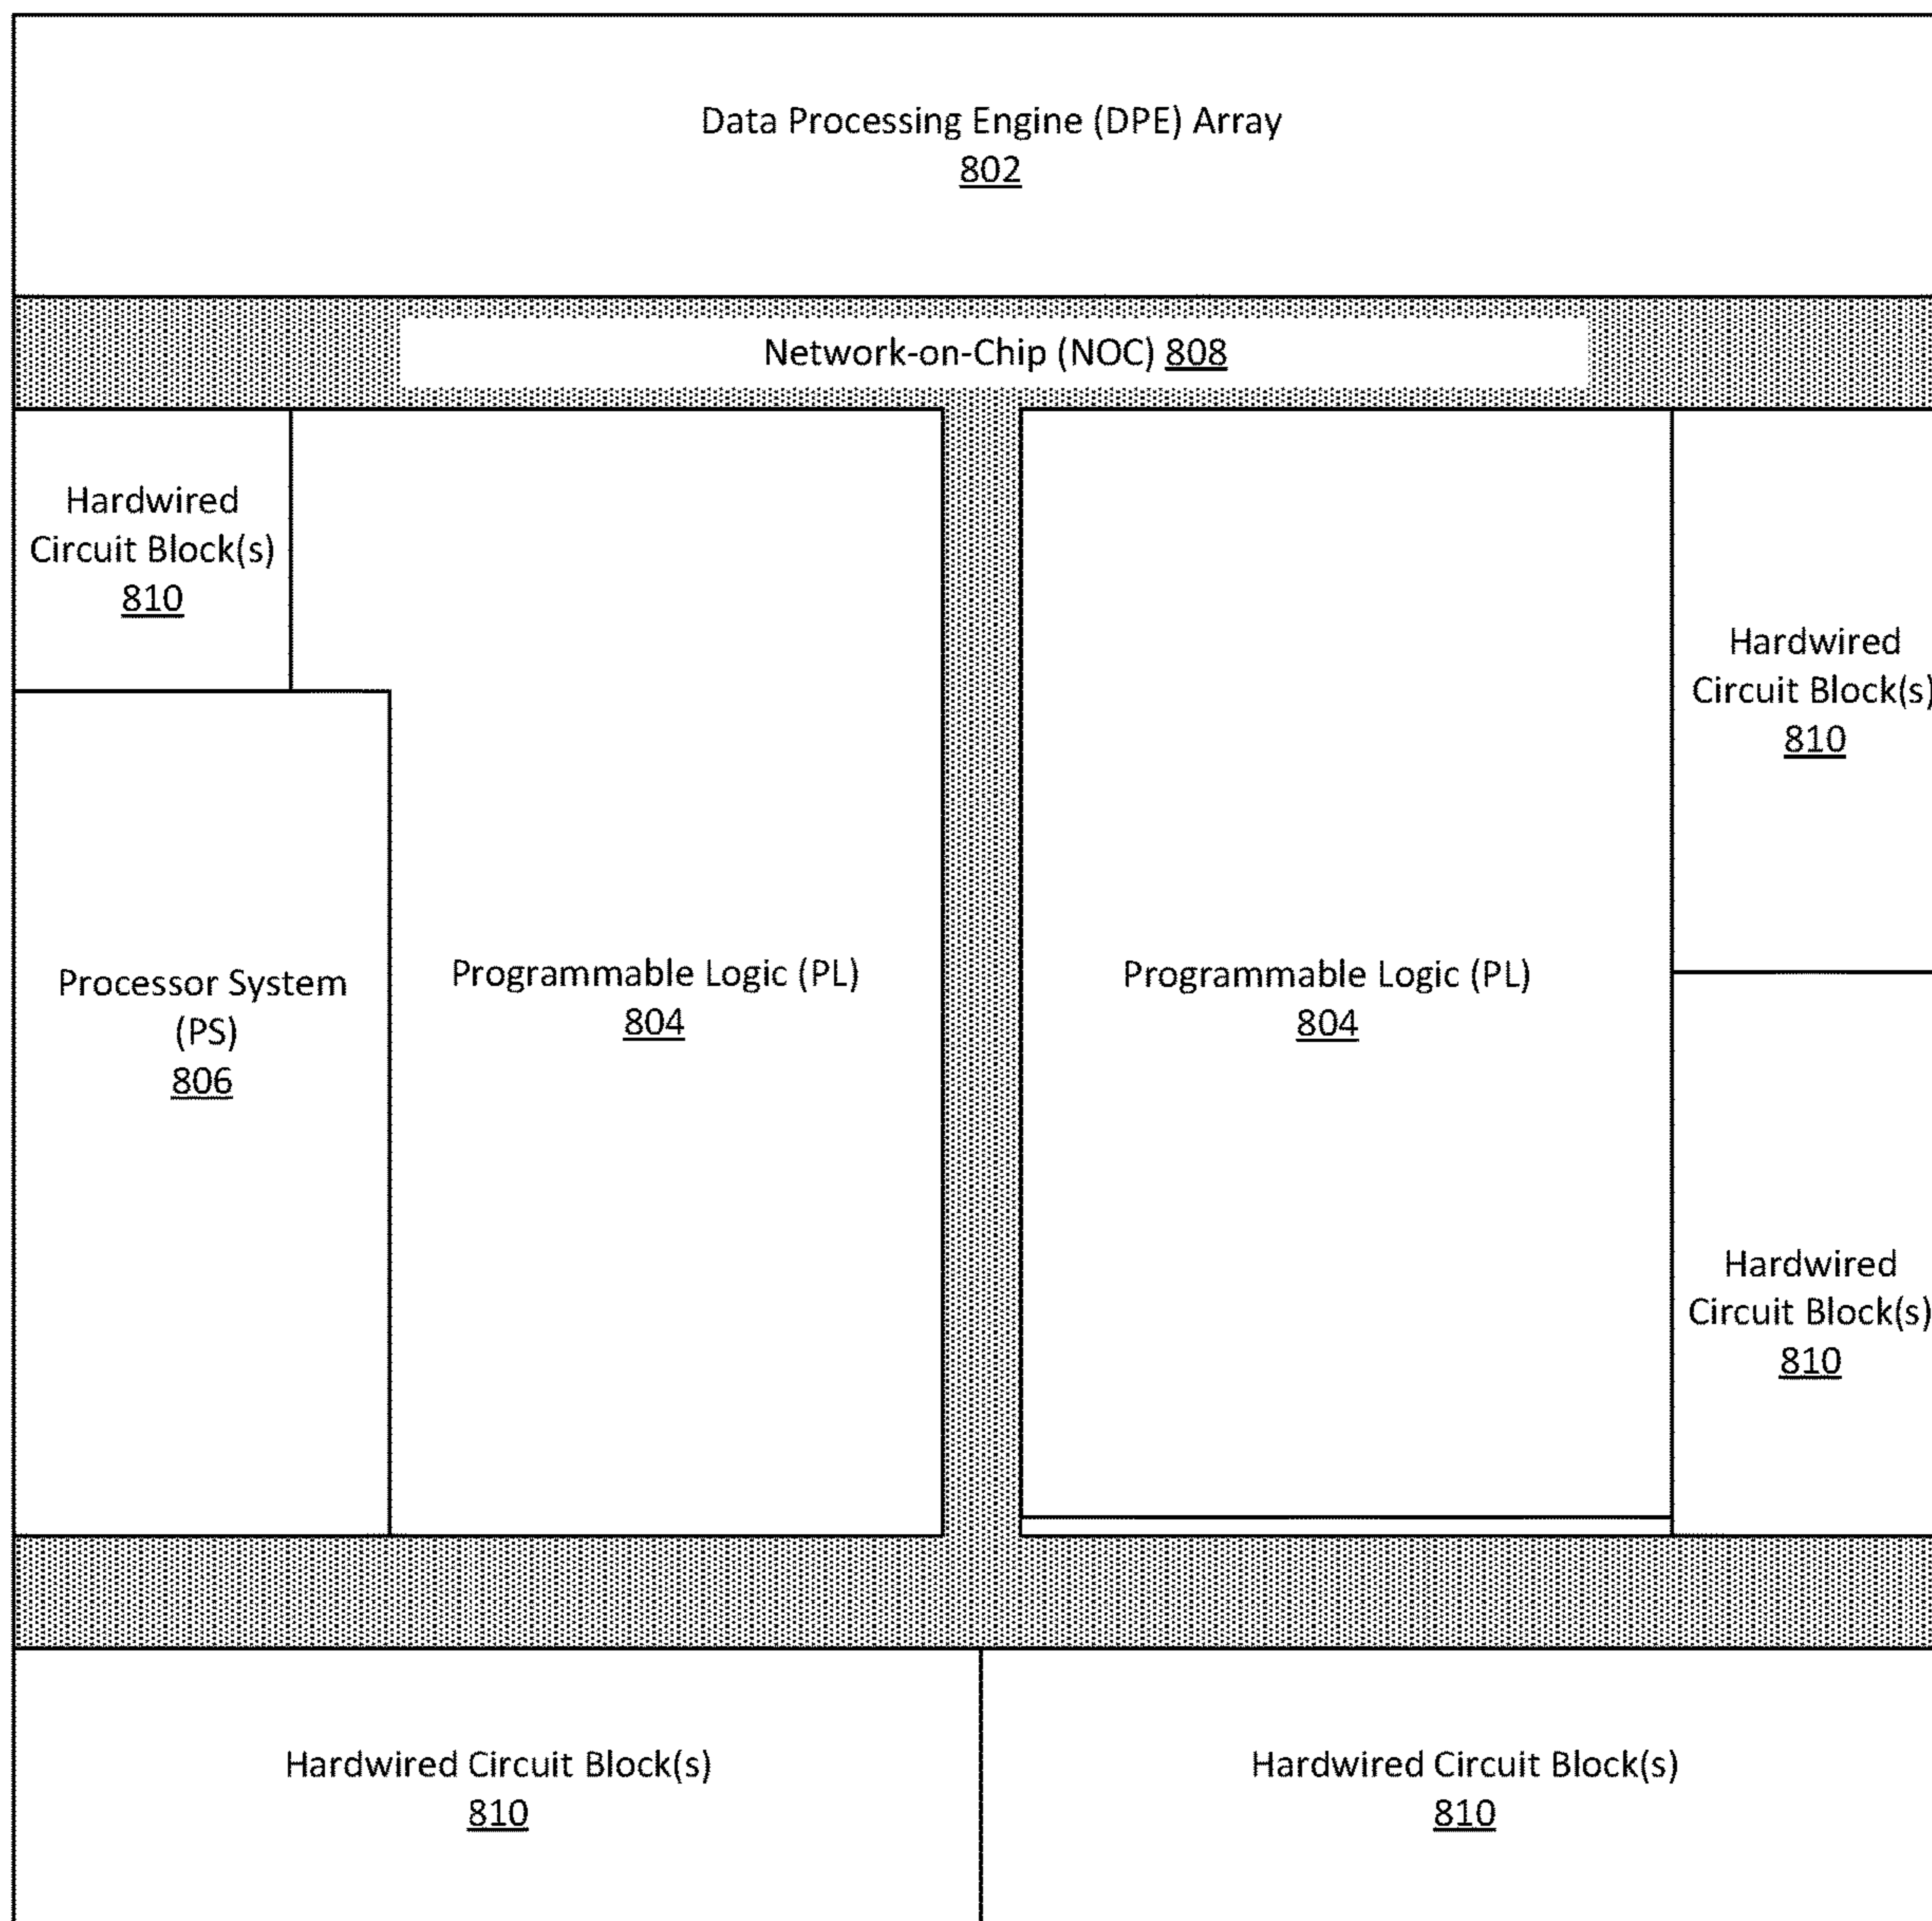 Data Processing Engine (DPE) Array
802
Network-on-Chip (NOC) 808
Hardwired
Circuit Block(s)
810
Hardwired
Circuit Block(s)
810
Processor System
(PS)
806
Programmable Logic (PL)
804
Programmable Logic (PL)
804
Hardwired
Circuit Block(s)
810
Hardwired Circuit Block(s)
810
Hardwired Circuit Block(s)
810